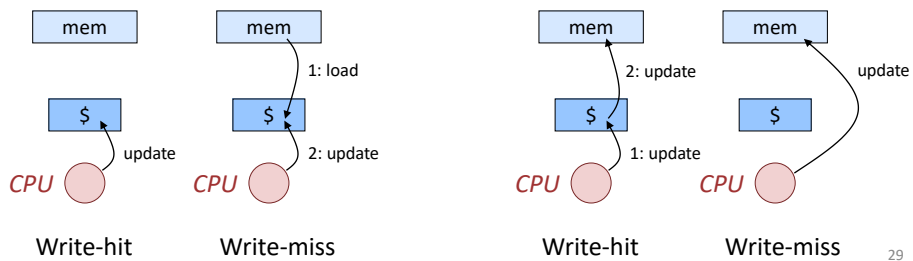 mem
mem
1: load
$
$
update
2: update
CPU
CPU
Write-hit
Write-miss
mem
mem
2: update
update
$
$
1: update
CPU
CPU
Write-hit
Write-miss
29